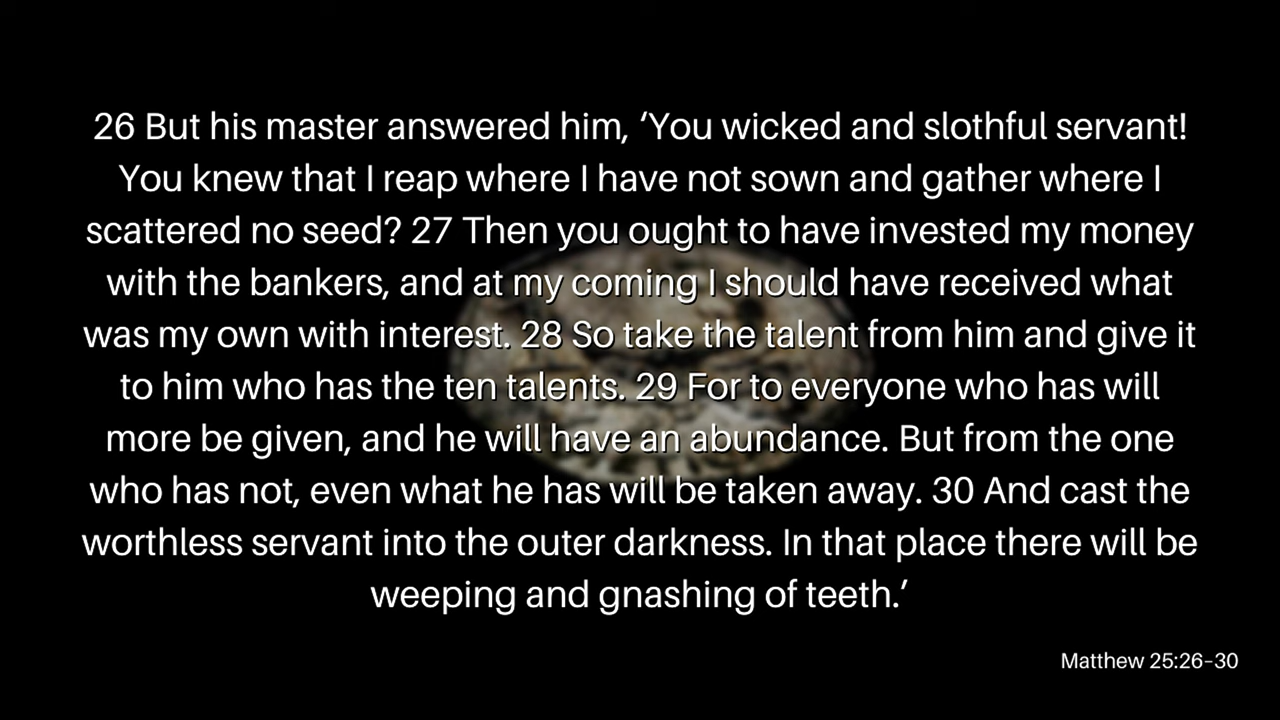 26 But his master answered him, ‘You wicked and slothful servant!
You knew that I reap where I have not sown and gather where I
scattered no seed? 27 Then you ought to have invested my money
with the bankers, and at my coming I should have received what
was my own with interest. 28 So take the talent from him and give it
to him who has the ten talents. 29 For to everyone who has will
more be given, and he will have an abundance. But from the one
who has not, even what he has will be taken away. 30 And cast the
worthless servant into the outer darkness. In that place there will be
weeping and gnashing of teeth.’
Matthew 25:26–30